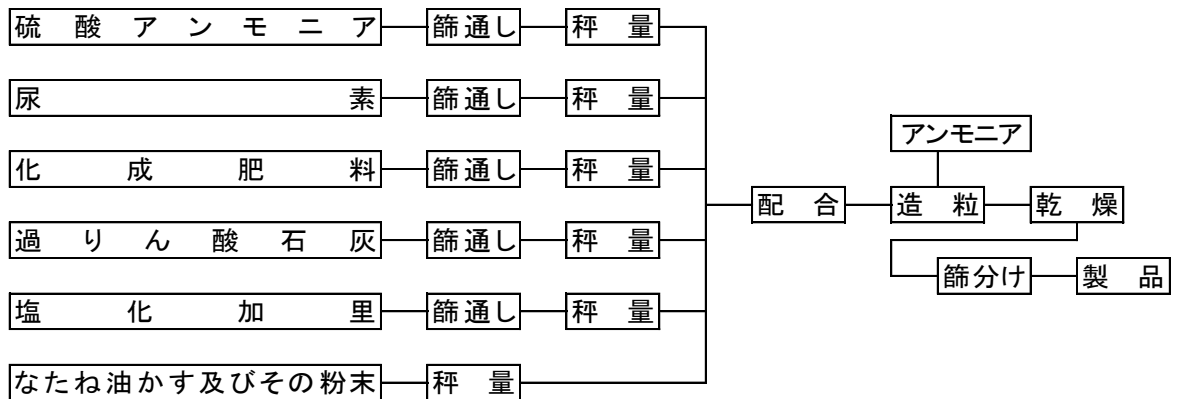 硫酸アンモニア 篩通し 秤量
尿素 篩通し 秤量
アンモニア
化成肥料 篩通し 秤量
配合 造粒 乾燥
過りん酸石灰 篩通し 秤量
篩分け 製品
塩化加里 篩通し 秤量
なたね油かす及びその粉末 秤量